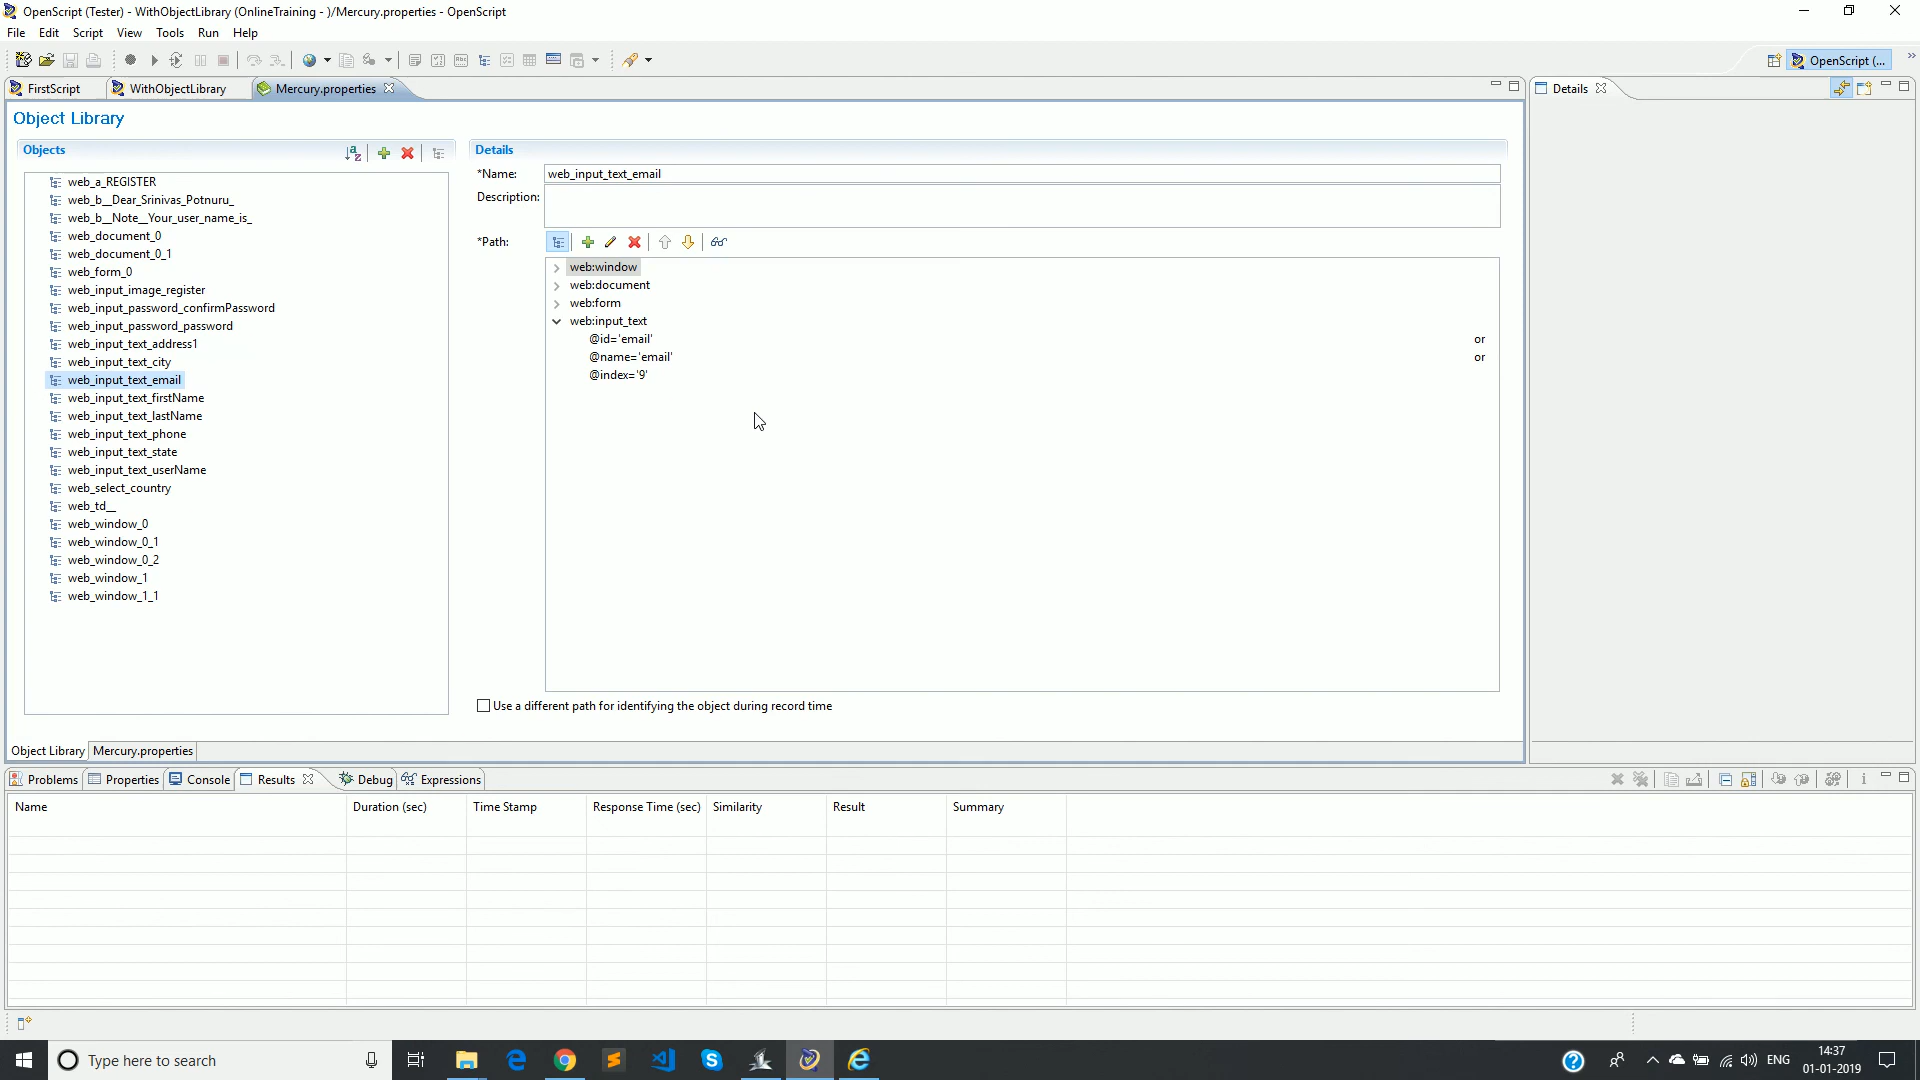 OpenScript (Tester) - WithObjectLibrary (OnlineTraining - )/Mercury.properties - OpenScript
File Edit Script View Tools Run Help
OpenScript (...
FirstScript WithObjectLibrary Mercury.properties Details
Object Library
Objects
Details
web_a_REGISTER
web_b__Dear_Srinivas_Potnuru_
web_b__Note__Your_user_name_is_
web_document_0
web_document_0_1
web_form_0
web_input_image_register
web_input_password_confirmPassword
web_input_password_password
web_input_text_address1
web_input_text_city
web_input_text_email
web_input_text_firstName
web_input_text_lastName
web_input_text_phone
web_input_text_state
web_input_text_userName
web_select_country
web_td__
web_window_0
web_window_0_1
web_window_0_2
web_window_1
web_window_1_1
*Name: web_input_text_email
Description:
*Path:
web:window
web:document
web:form
web:input_text
@id='email' or
@name='email' or
@index='9'
Use a different path for identifying the object during record time
Object Library Mercury.properties
Problems Properties Console Results Debug Expressions
Name Duration (sec) Time Stamp Response Time (sec) Similarity Result Summary
Type here to search
ENG
14:37
01-01-2019